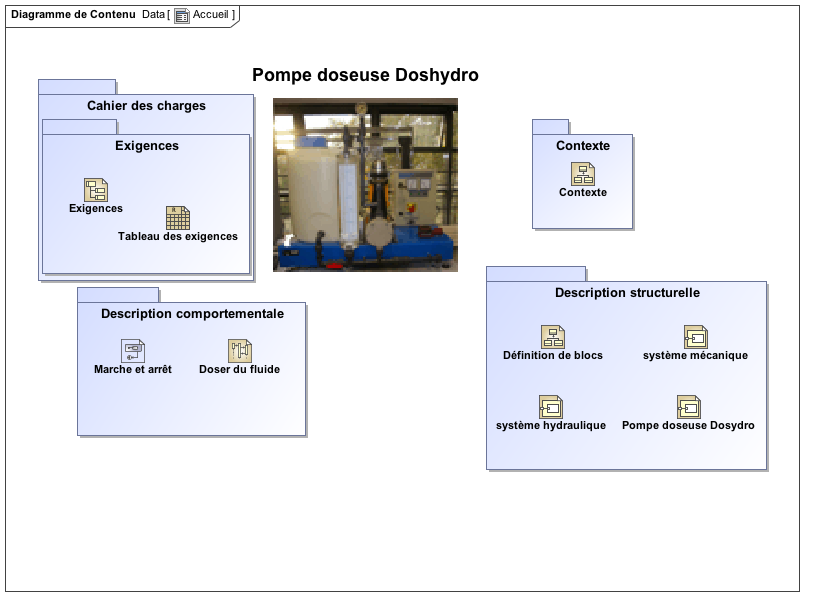 Diagramme de Contenu Data [ Accueil ]
Pompe doseuse Doshydro
Cahier des charges
Exigences
Exigences
Tableau des exigences
Contexte
Contexte
Description comportementale
Marche et arrêt
Doser du fluide
Description structurelle
Définition de blocs
système mécanique
système hydraulique
Pompe doseuse Dosydro